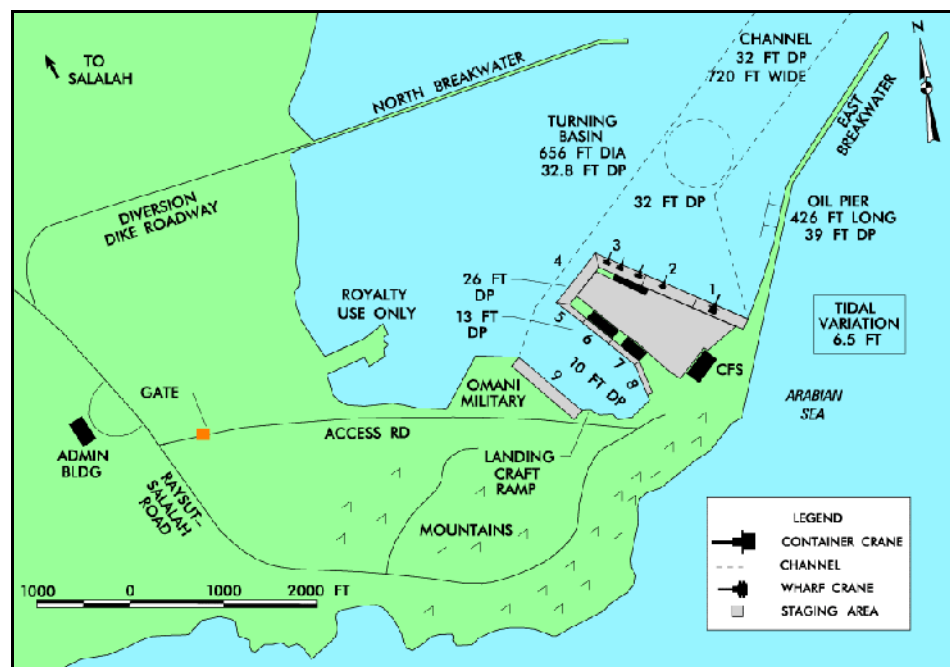 TO
SALALAH
NORTH BREAKWATER
CHANNEL
32 FT DP
720 FT WIDE
N
EAST
BREAKWATER
TURNING
BASIN
656 FT DIA
32.8 FT DP
32 FT DP
OIL PIER
426 FT LONG
39 FT DP
DIVERSION
DIKE ROADWAY
4
3
2
1
26 FT
DP
13 FT
DP
5
6
7
8
10 FT DP
9
ROYALTY
USE ONLY
TIDAL
VARIATION
6.5 FT
CFS
ARABIAN
SEA
OMANI
MILITARY
GATE
ACCESS RD
ADMIN
BLDG
LANDING
CRAFT
RAMP
RAYSUT-
SALALAH
ROAD
MOUNTAINS
1000
0
1000
2000 FT
LEGEND
CONTAINER CRANE
CHANNEL
WHARF CRANE
STAGING AREA